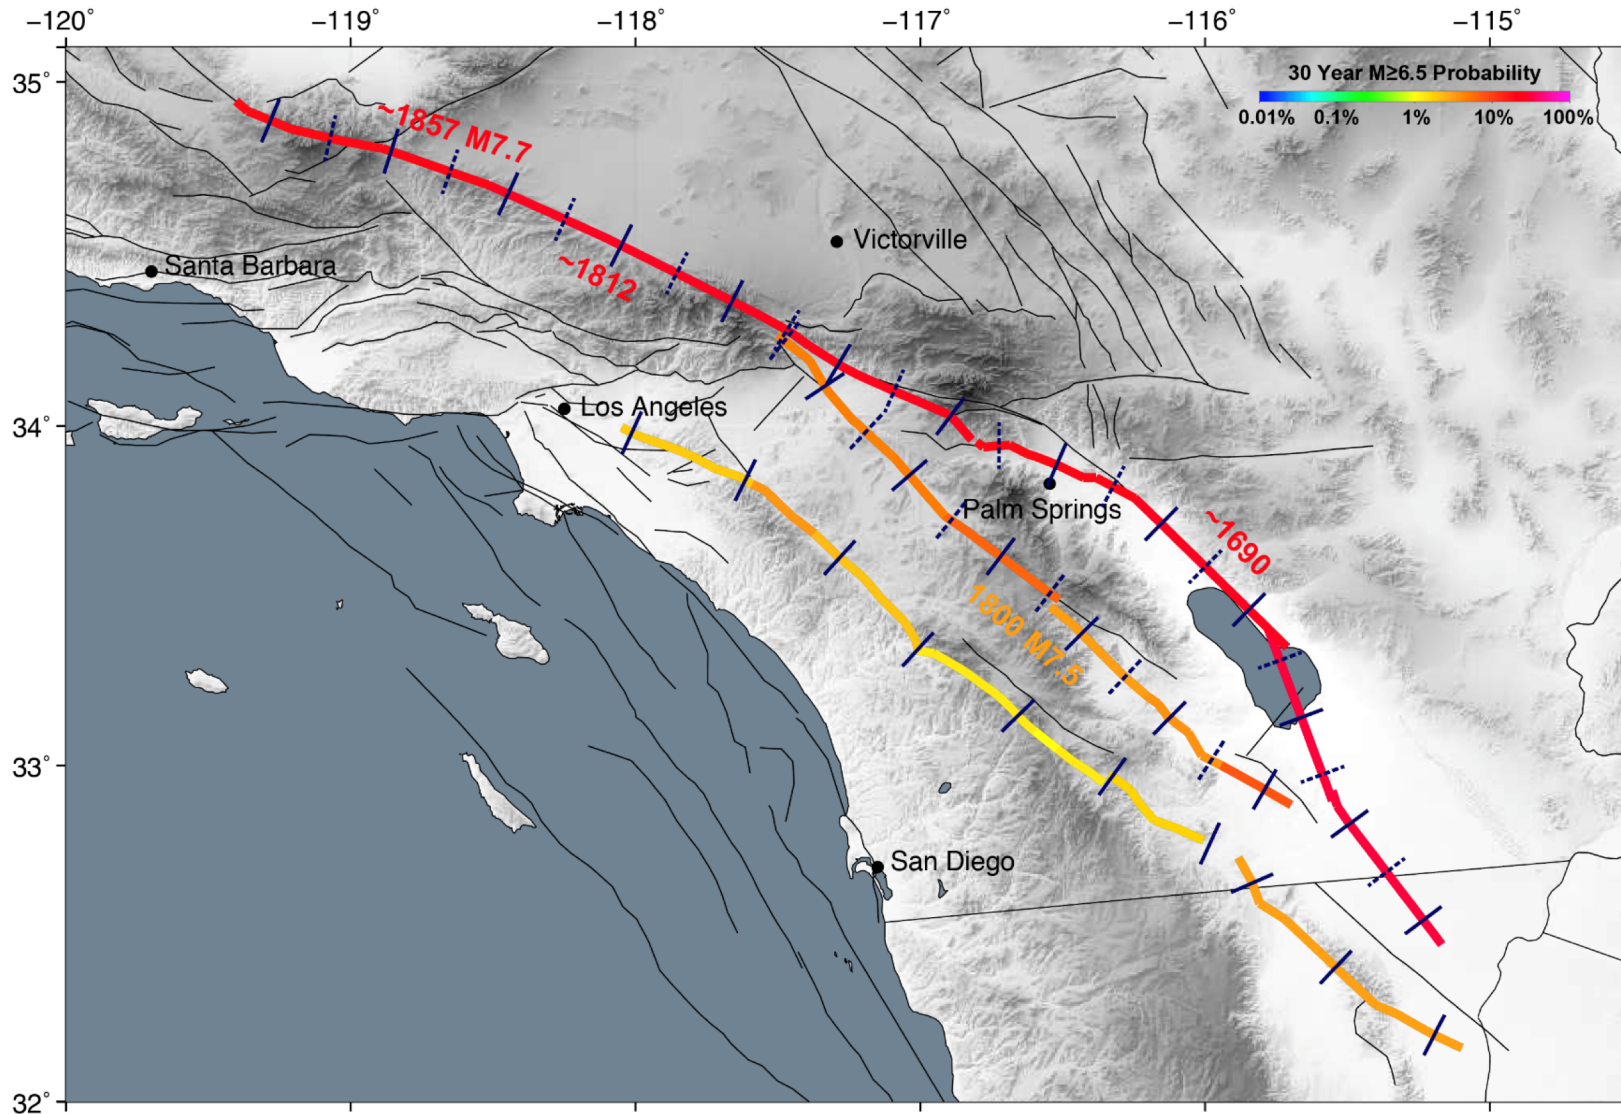 −120˚ −119˚ −118˚ −117˚ −116˚ −115˚
35˚
30 Year M≥6.5 Probability
0.01% 0.1% 1% 10% 100%
~1857 M7.7
Victorville
Santa Barbara
~1812
34˚
Los Angeles
Palm Springs
~1690
1800 M7.5
33˚
San Diego
32˚